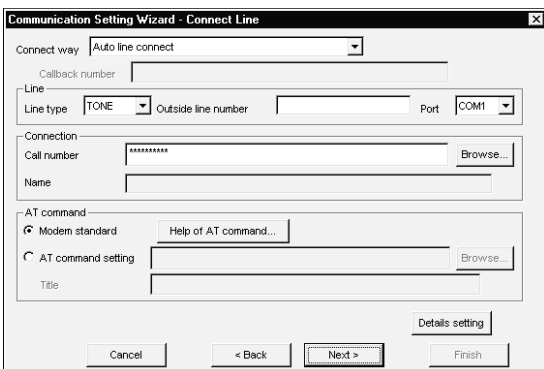 Communication Setting Wizard - Connect Line
Connect way Auto line connect
Callback number
Line
Line type TONE Outside line number Port COM1
Connection
Call number ********** Browse...
Name
AT command
Modem standard Help of AT command...
AT command setting Browse...
Title
Details setting
Cancel < Back Next > Finish